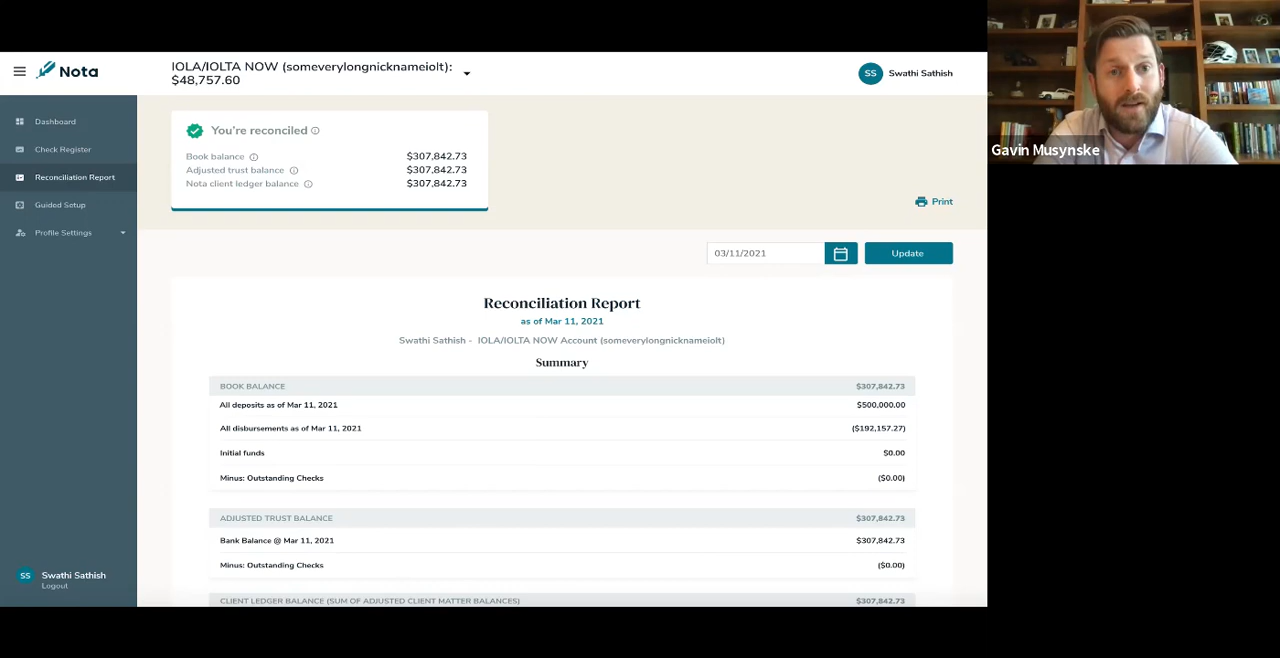 Nota
IOLA/IOLTA NOW (someverylongnicknameiolt):
$48,757.60
SS Swathi Sathish
Dashboard
Check Register
Reconciliation Report
Guided Setup
Profile Settings
SS Swathi Sathish
Logout
You're reconciled
Book balance $307,842.73
Adjusted trust balance $307,842.73
Nota client ledger balance $307,842.73
Print
03/11/2021 Update
Reconciliation Report
as of Mar 11, 2021
Swathi Sathish - IOLA/IOLTA NOW Account (someverylongnicknameiolt)
Summary
BOOK BALANCE $307,842.73
All deposits as of Mar 11, 2021 $500,000.00
All disbursements as of Mar 11, 2021 ($192,157.27)
Initial funds $0.00
Minus: Outstanding Checks ($0.00)
ADJUSTED TRUST BALANCE $307,842.73
Bank Balance @ Mar 11, 2021 $307,842.73
Minus: Outstanding Checks ($0.00)
CLIENT LEDGER BALANCE (SUM OF ADJUSTED CLIENT MATTER BALANCES) $307,842.73
Gavin Musynske